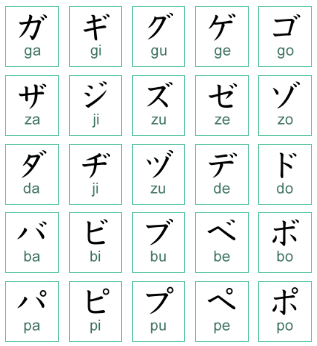 ガ ギ グ ゲ ゴ
ga gi gu ge go
ザ ジ ズ ゼ ゾ
za ji zu ze zo
ダ ヂ ヅ デ ド
da ji zu de do
バ ビ ブ ベ ボ
ba bi bu be bo
パ ピ プ ペ ポ
pa pi pu pe po